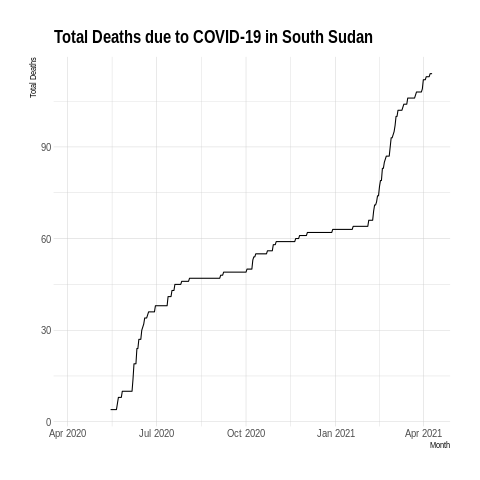 Total Deaths due to COVID-19 in South Sudan
Total Deaths
90
60
30
0
Apr 2020 Jul 2020 Oct 2020 Jan 2021 Apr 2021
Month